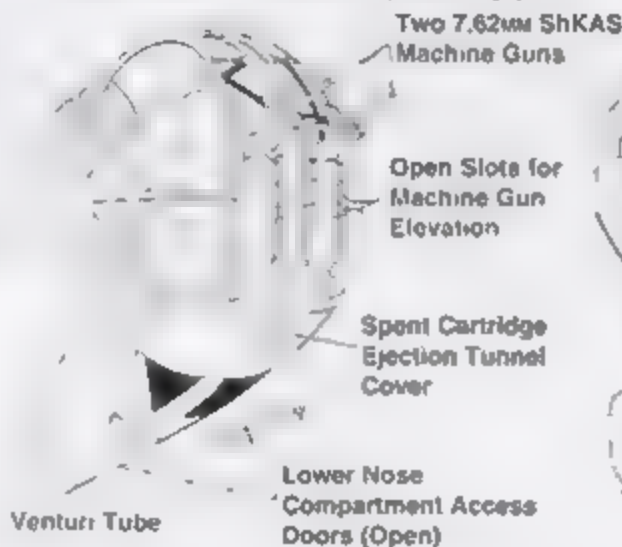 Two 7.62мм ShKAS
Machine Guns
Open Slots for
Machine Gun
Elevation
Spent Cartridge
Ejection Tunnel
Cover
Lower Nose
Compartment Access
Doors (Open)
Venturi Tube